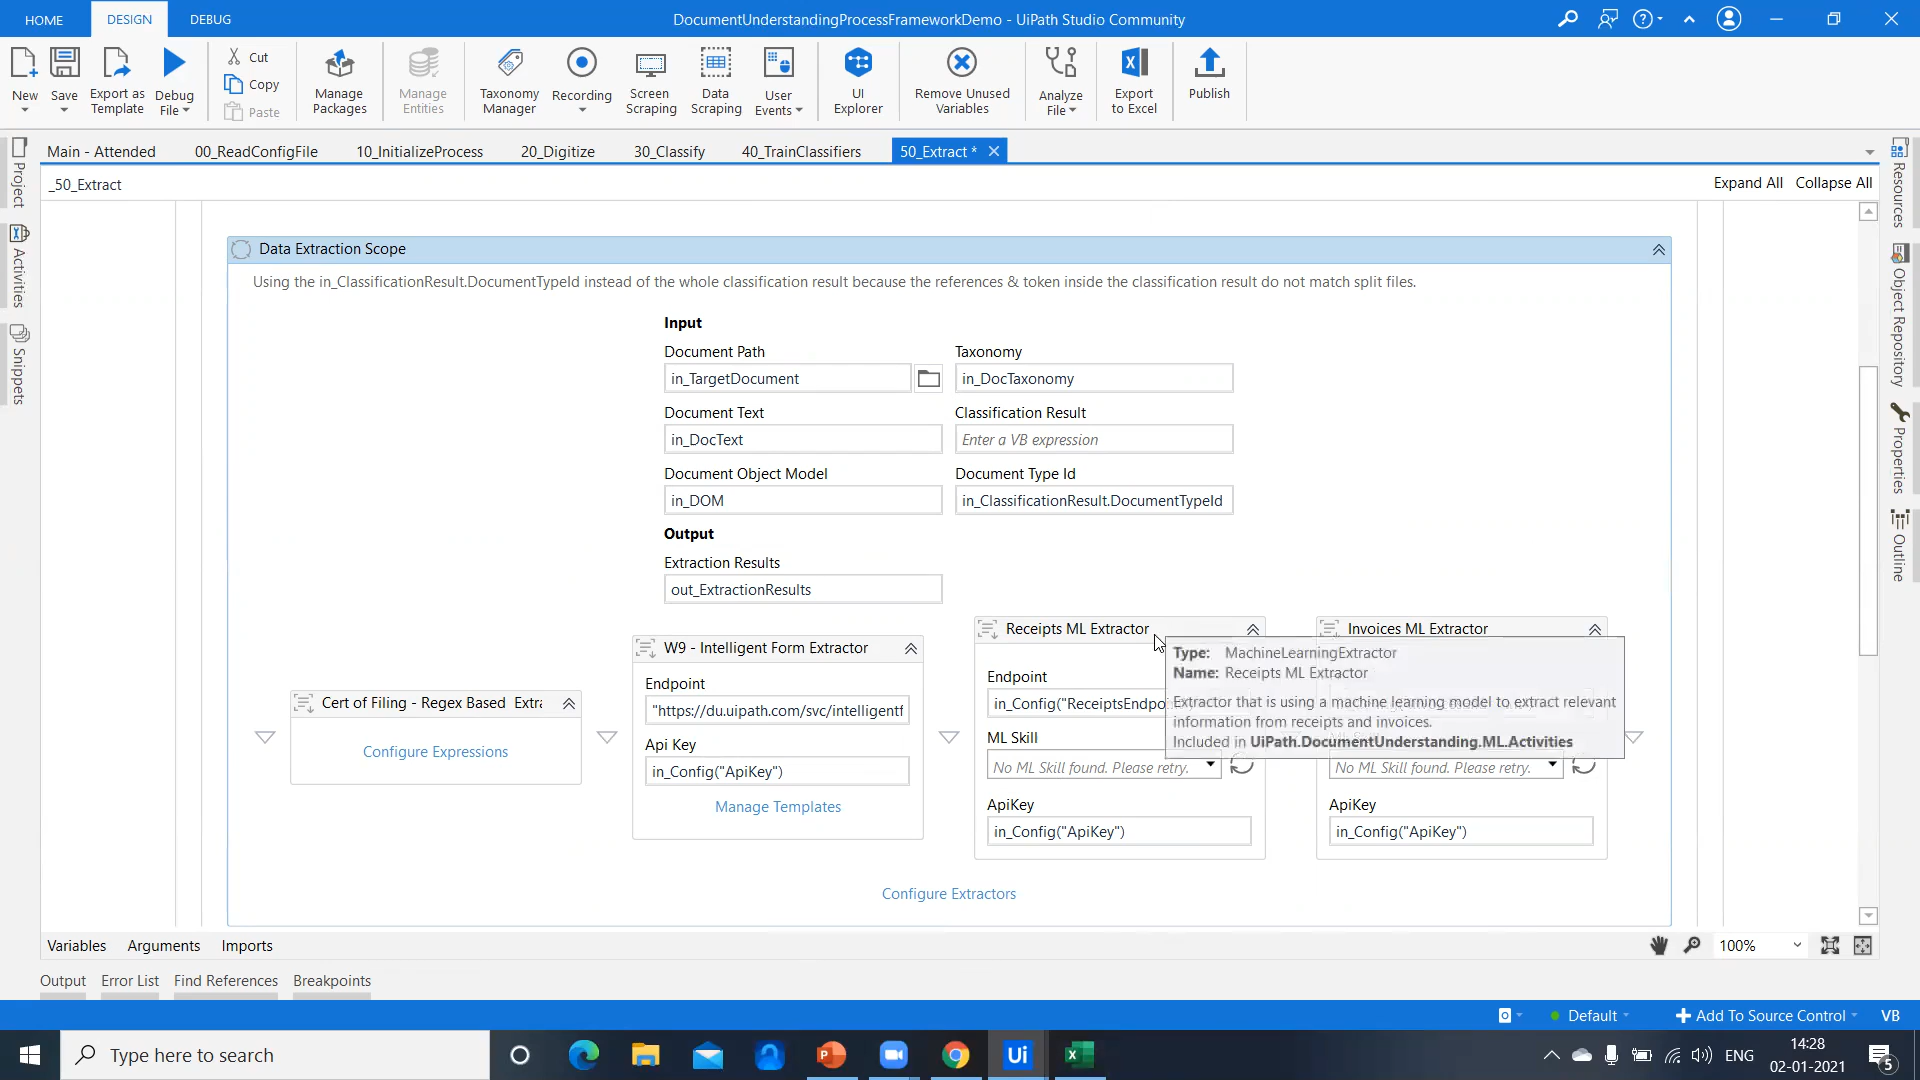 HOME
DESIGN
DEBUG
DocumentUnderstandingProcessFrameworkDemo - UiPath Studio Community
New
Save
Export as
Template
Debug
File
Cut
Copy
Paste
Manage
Packages
Manage
Entities
Taxonomy
Manager
Recording
Screen
Scraping
Data
Scraping
User
Events
UI
Explorer
Remove Unused
Variables
Analyze
File
Export
to Excel
Publish
Project
Activities
Snippets
Main - Attended
00_ReadConfigFile
10_InitializeProcess
20_Digitize
30_Classify
40_TrainClassifiers
50_Extract *
_50_Extract
Expand All
Collapse All
Resources
Object Repository
Properties
Outline
Data Extraction Scope
Using the in_ClassificationResult.DocumentTypeId instead of the whole classification result because the references & token inside the classification result do not match split files.
Input
Document Path
Taxonomy
in_TargetDocument
in_DocTaxonomy
Document Text
Classification Result
in_DocText
Enter a VB expression
Document Object Model
Document Type Id
in_DOM
in_ClassificationResult.DocumentTypeId
Output
Extraction Results
out_ExtractionResults
Cert of Filing - Regex Based Extra
Configure Expressions
W9 - Intelligent Form Extractor
Endpoint
"https://du.uipath.com/svc/intelligentf
Api Key
in_Config("ApiKey")
Manage Templates
Receipts ML Extractor
Endpoint
in_Config("ReceiptsEndpo
ML Skill
No ML Skill found. Please retry.
ApiKey
in_Config("ApiKey")
Invoices ML Extractor
Type: MachineLearningExtractor
Name: Receipts ML Extractor
Extractor that is using a machine learning model to extract relevant
information from receipts and invoices.
Included in UiPath.DocumentUnderstanding.ML.Activities
No ML Skill found. Please retry.
ApiKey
in_Config("ApiKey")
Configure Extractors
Variables
Arguments
Imports
100%
Output
Error List
Find References
Breakpoints
Default
Add To Source Control
VB
Type here to search
Ui
ENG
14:28
02-01-2021
5